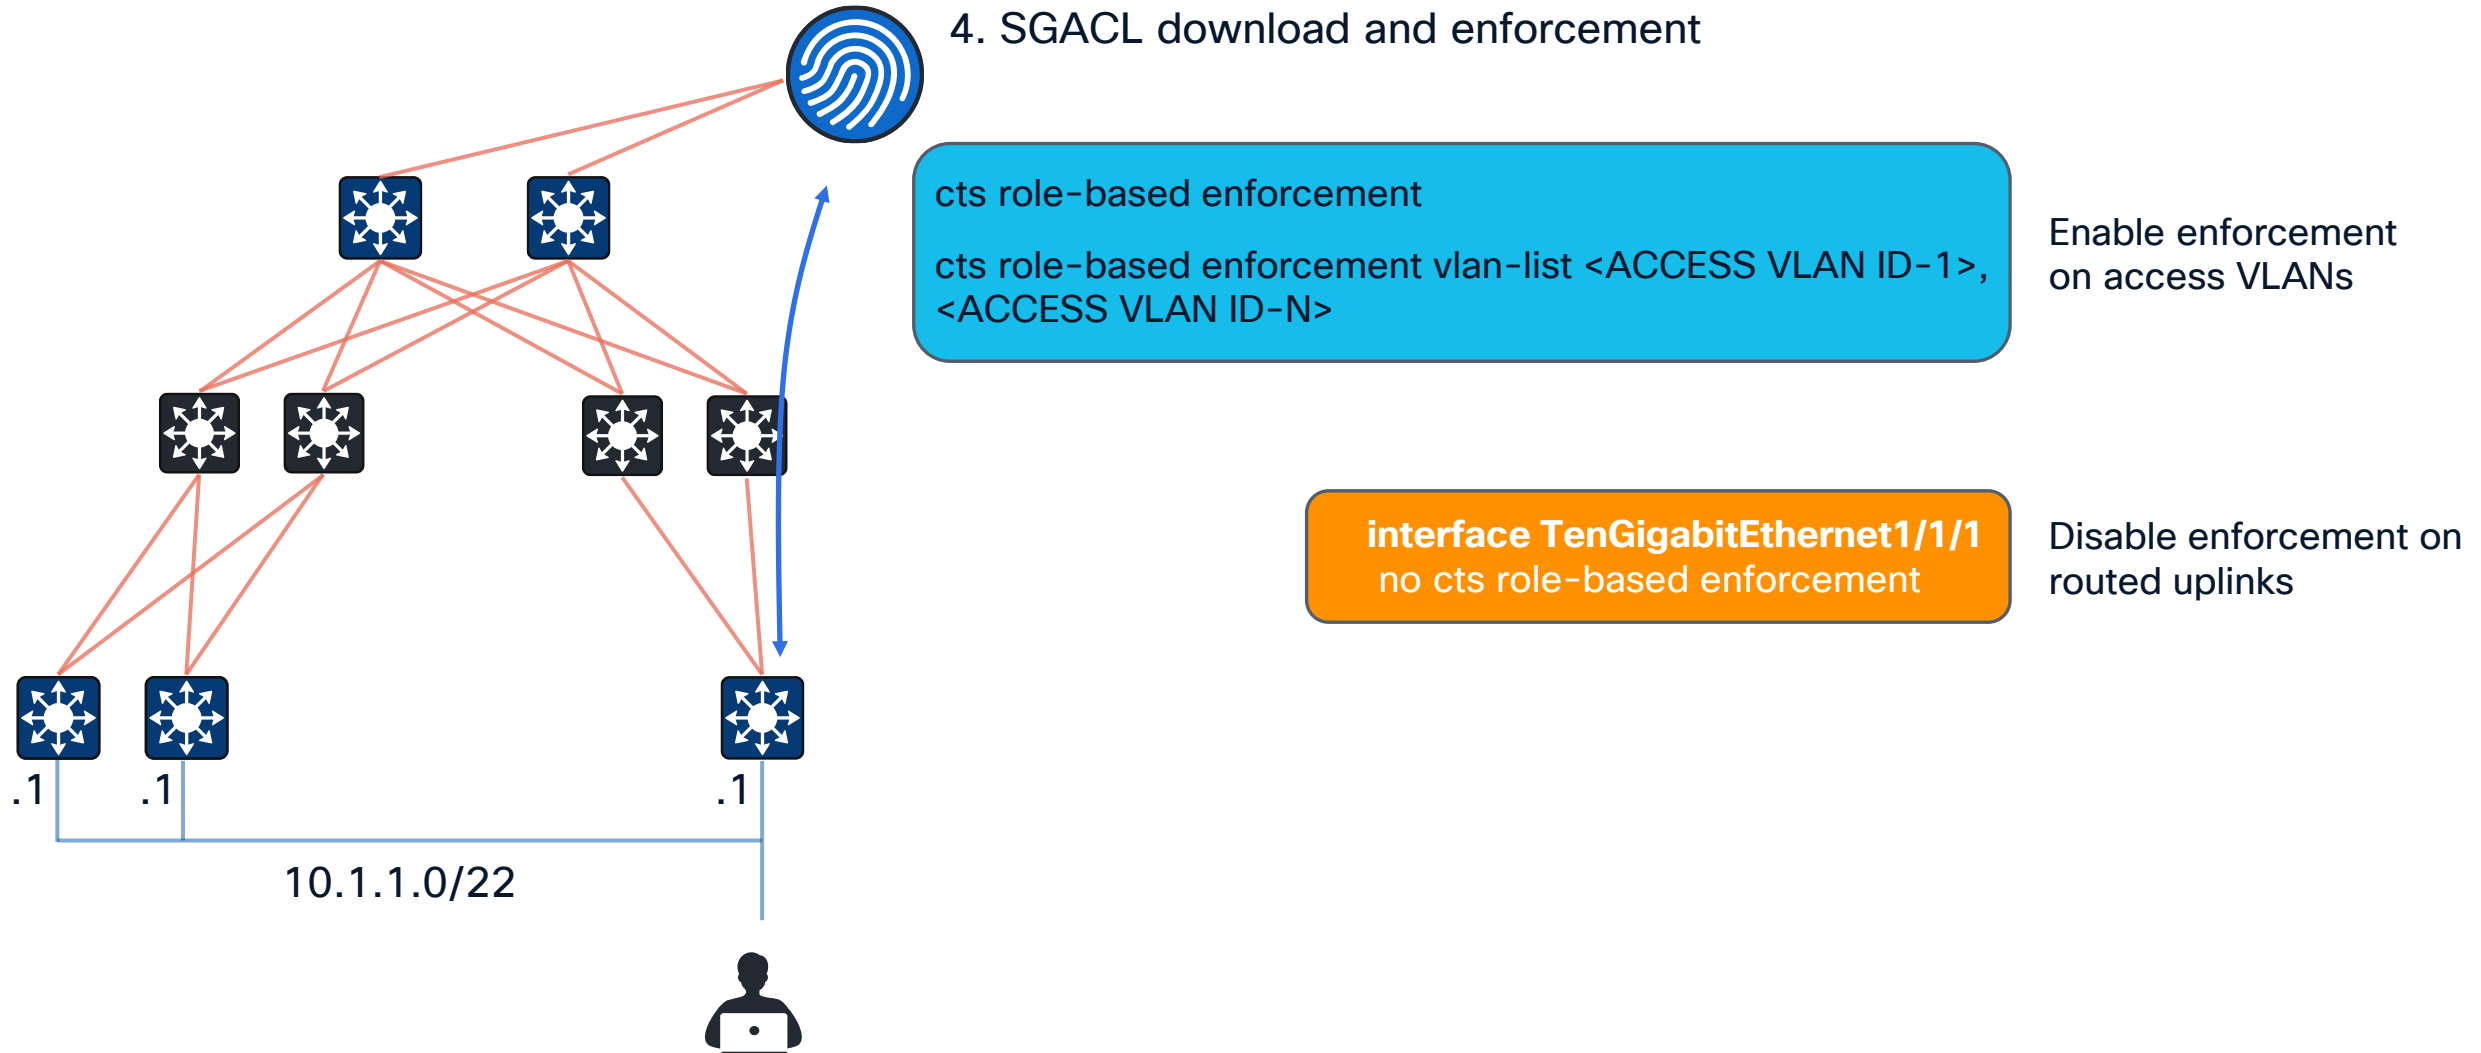 4. SGACL download and enforcement
cts role-based enforcement
cts role-based enforcement vlan-list <ACCESS VLAN ID-1>,
<ACCESS VLAN ID-N>
Enable enforcement
on access VLANs
interface TenGigabitEthernet1/1/1
no cts role-based enforcement
Disable enforcement on
routed uplinks
.1
.1
.1
10.1.1.0/22